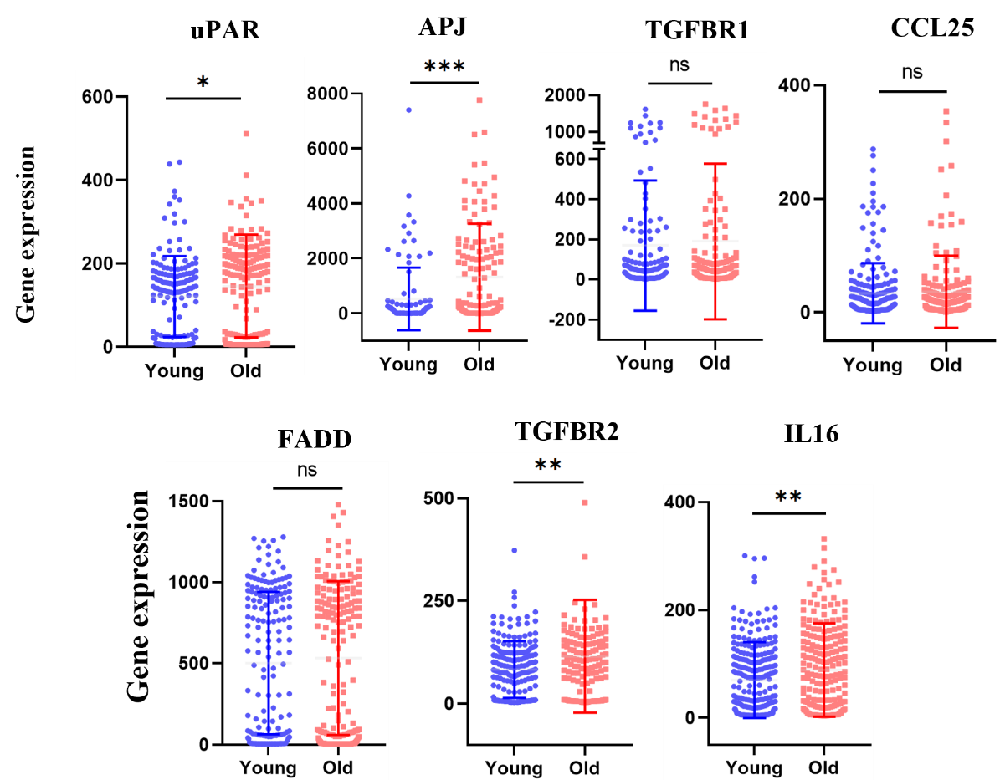 uPAR
APJ
TGFBR1
CCL25
*
***
ns
ns
Gene expression
600
400
200
0
8000
6000
4000
2000
0
2000
1000
600
400
200
0
-200
400
200
0
Young Old
Young Old
Young Old
Young Old
FADD
TGFBR2
IL16
ns
**
**
Gene expression
1500
1000
500
0
500
250
0
400
200
0
Young Old
Young Old
Young Old